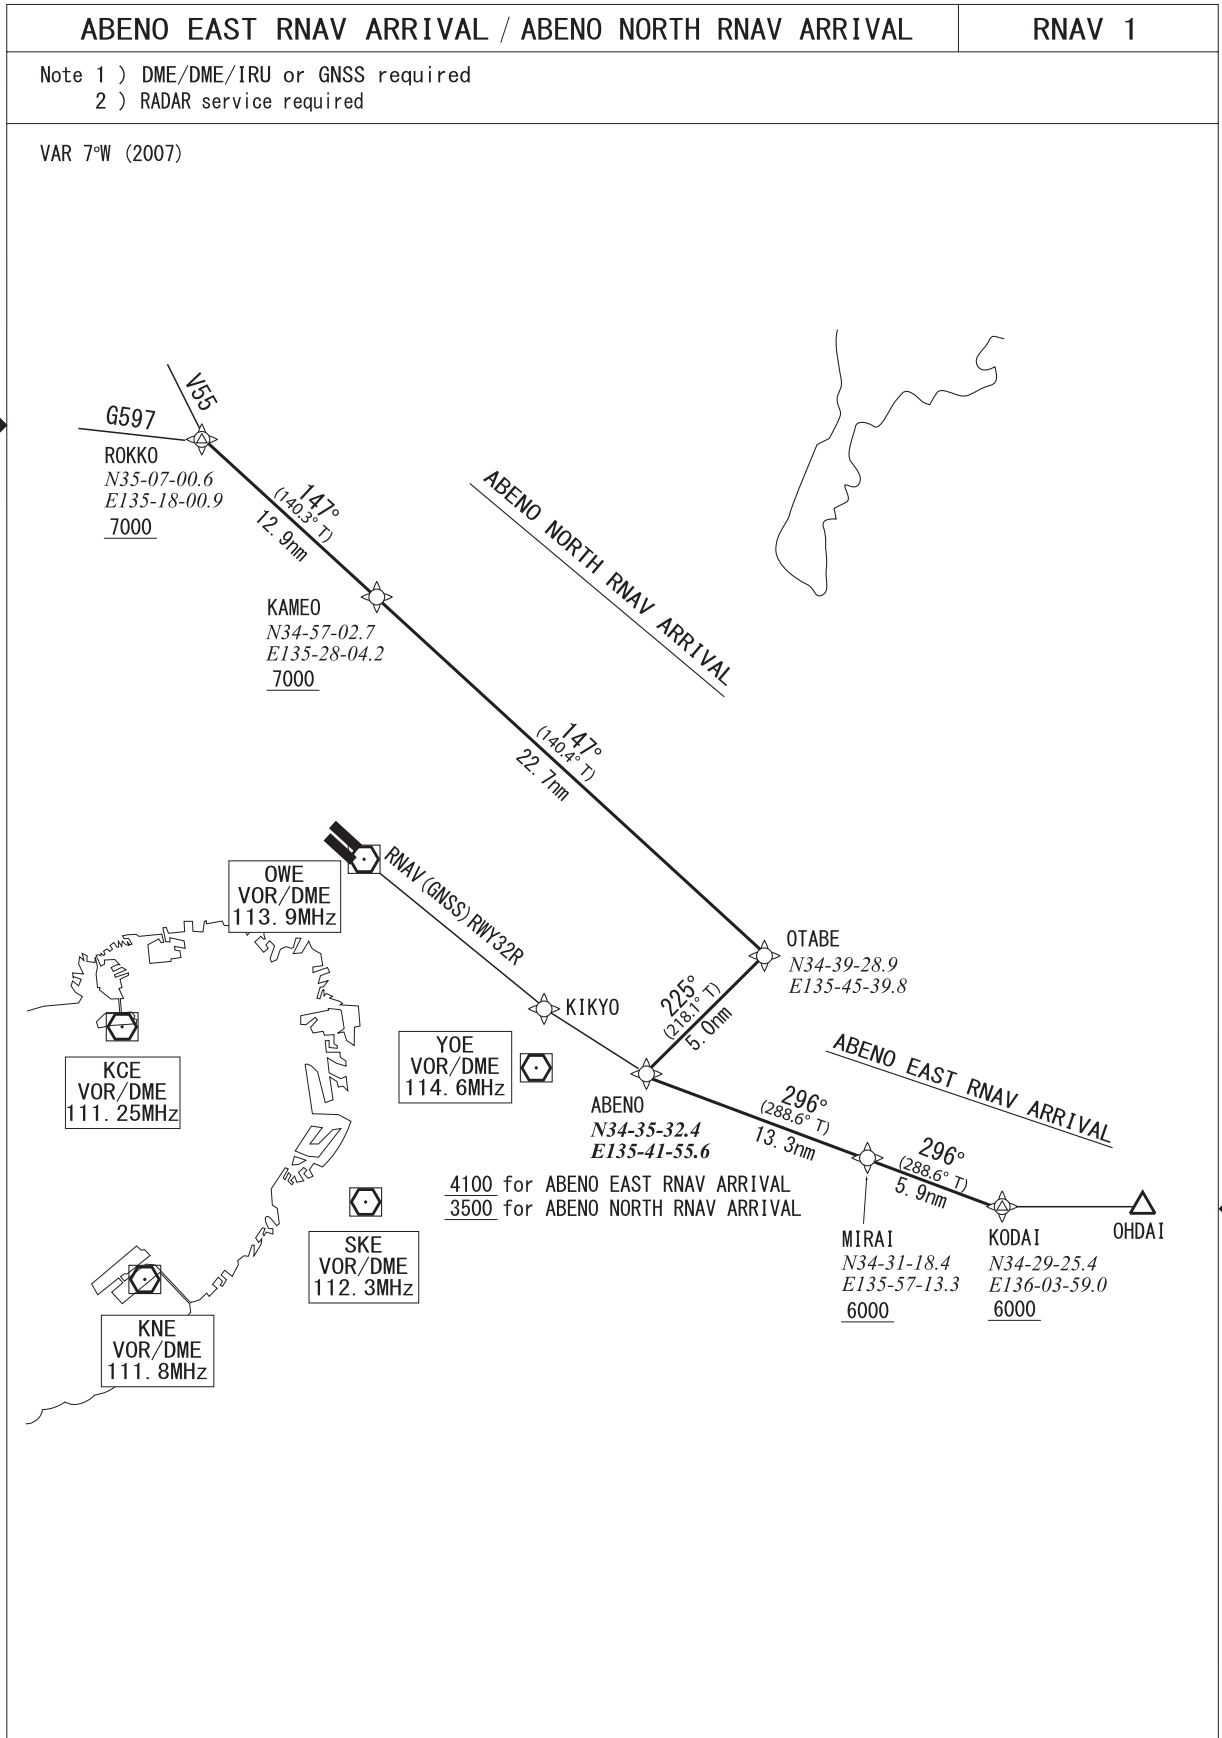 ABENO EAST RNAV ARRIVAL / ABENO NORTH RNAV ARRIVAL
RNAV 1
Note 1 ) DME/DME/IRU or GNSS required
2 ) RADAR service required
VAR 7°W (2007)
V55
G597
ROKKO
N35-07-00.6
E135-18-00.9
7000
147°
(140.3° T)
12.9nm
ABENO NORTH RNAV ARRIVAL
KAMEO
N34-57-02.7
E135-28-04.2
7000
147°
(140.4° T)
22.7nm
OWE
VOR/DME
113.9MHz
RNAV(GNSS)RWY32R
OTABE
N34-39-28.9
E135-45-39.8
225°
(218.1° T)
5.0nm
KIKYO
KCE
VOR/DME
111.25MHz
YOE
VOR/DME
114.6MHz
ABENO EAST RNAV ARRIVAL
ABENO
N34-35-32.4
E135-41-55.6
4100 for ABENO EAST RNAV ARRIVAL
3500 for ABENO NORTH RNAV ARRIVAL
296°
(288.6° T)
13.3nm
296°
(288.6° T)
5.9nm
MIRAI
N34-31-18.4
E135-57-13.3
6000
KODAI
N34-29-25.4
E136-03-59.0
6000
OHDAI
SKE
VOR/DME
112.3MHz
KNE
VOR/DME
111.8MHz